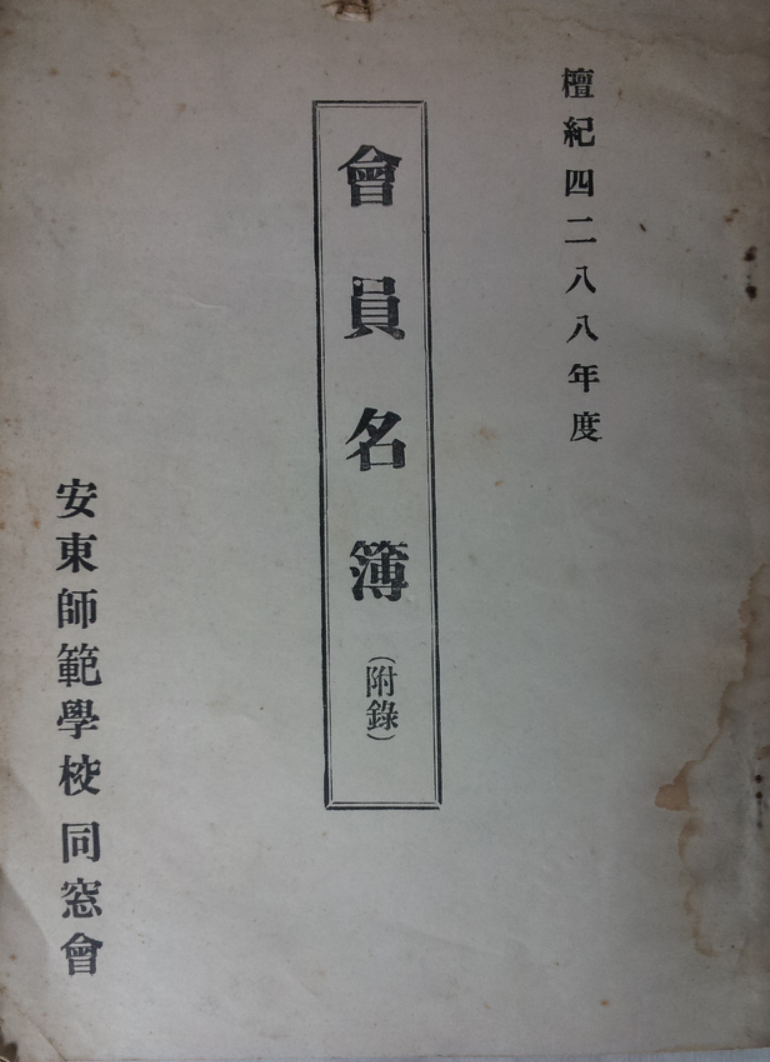 檀紀四二八八年度
會員名簿（附錄）
安東師範學校同窓會